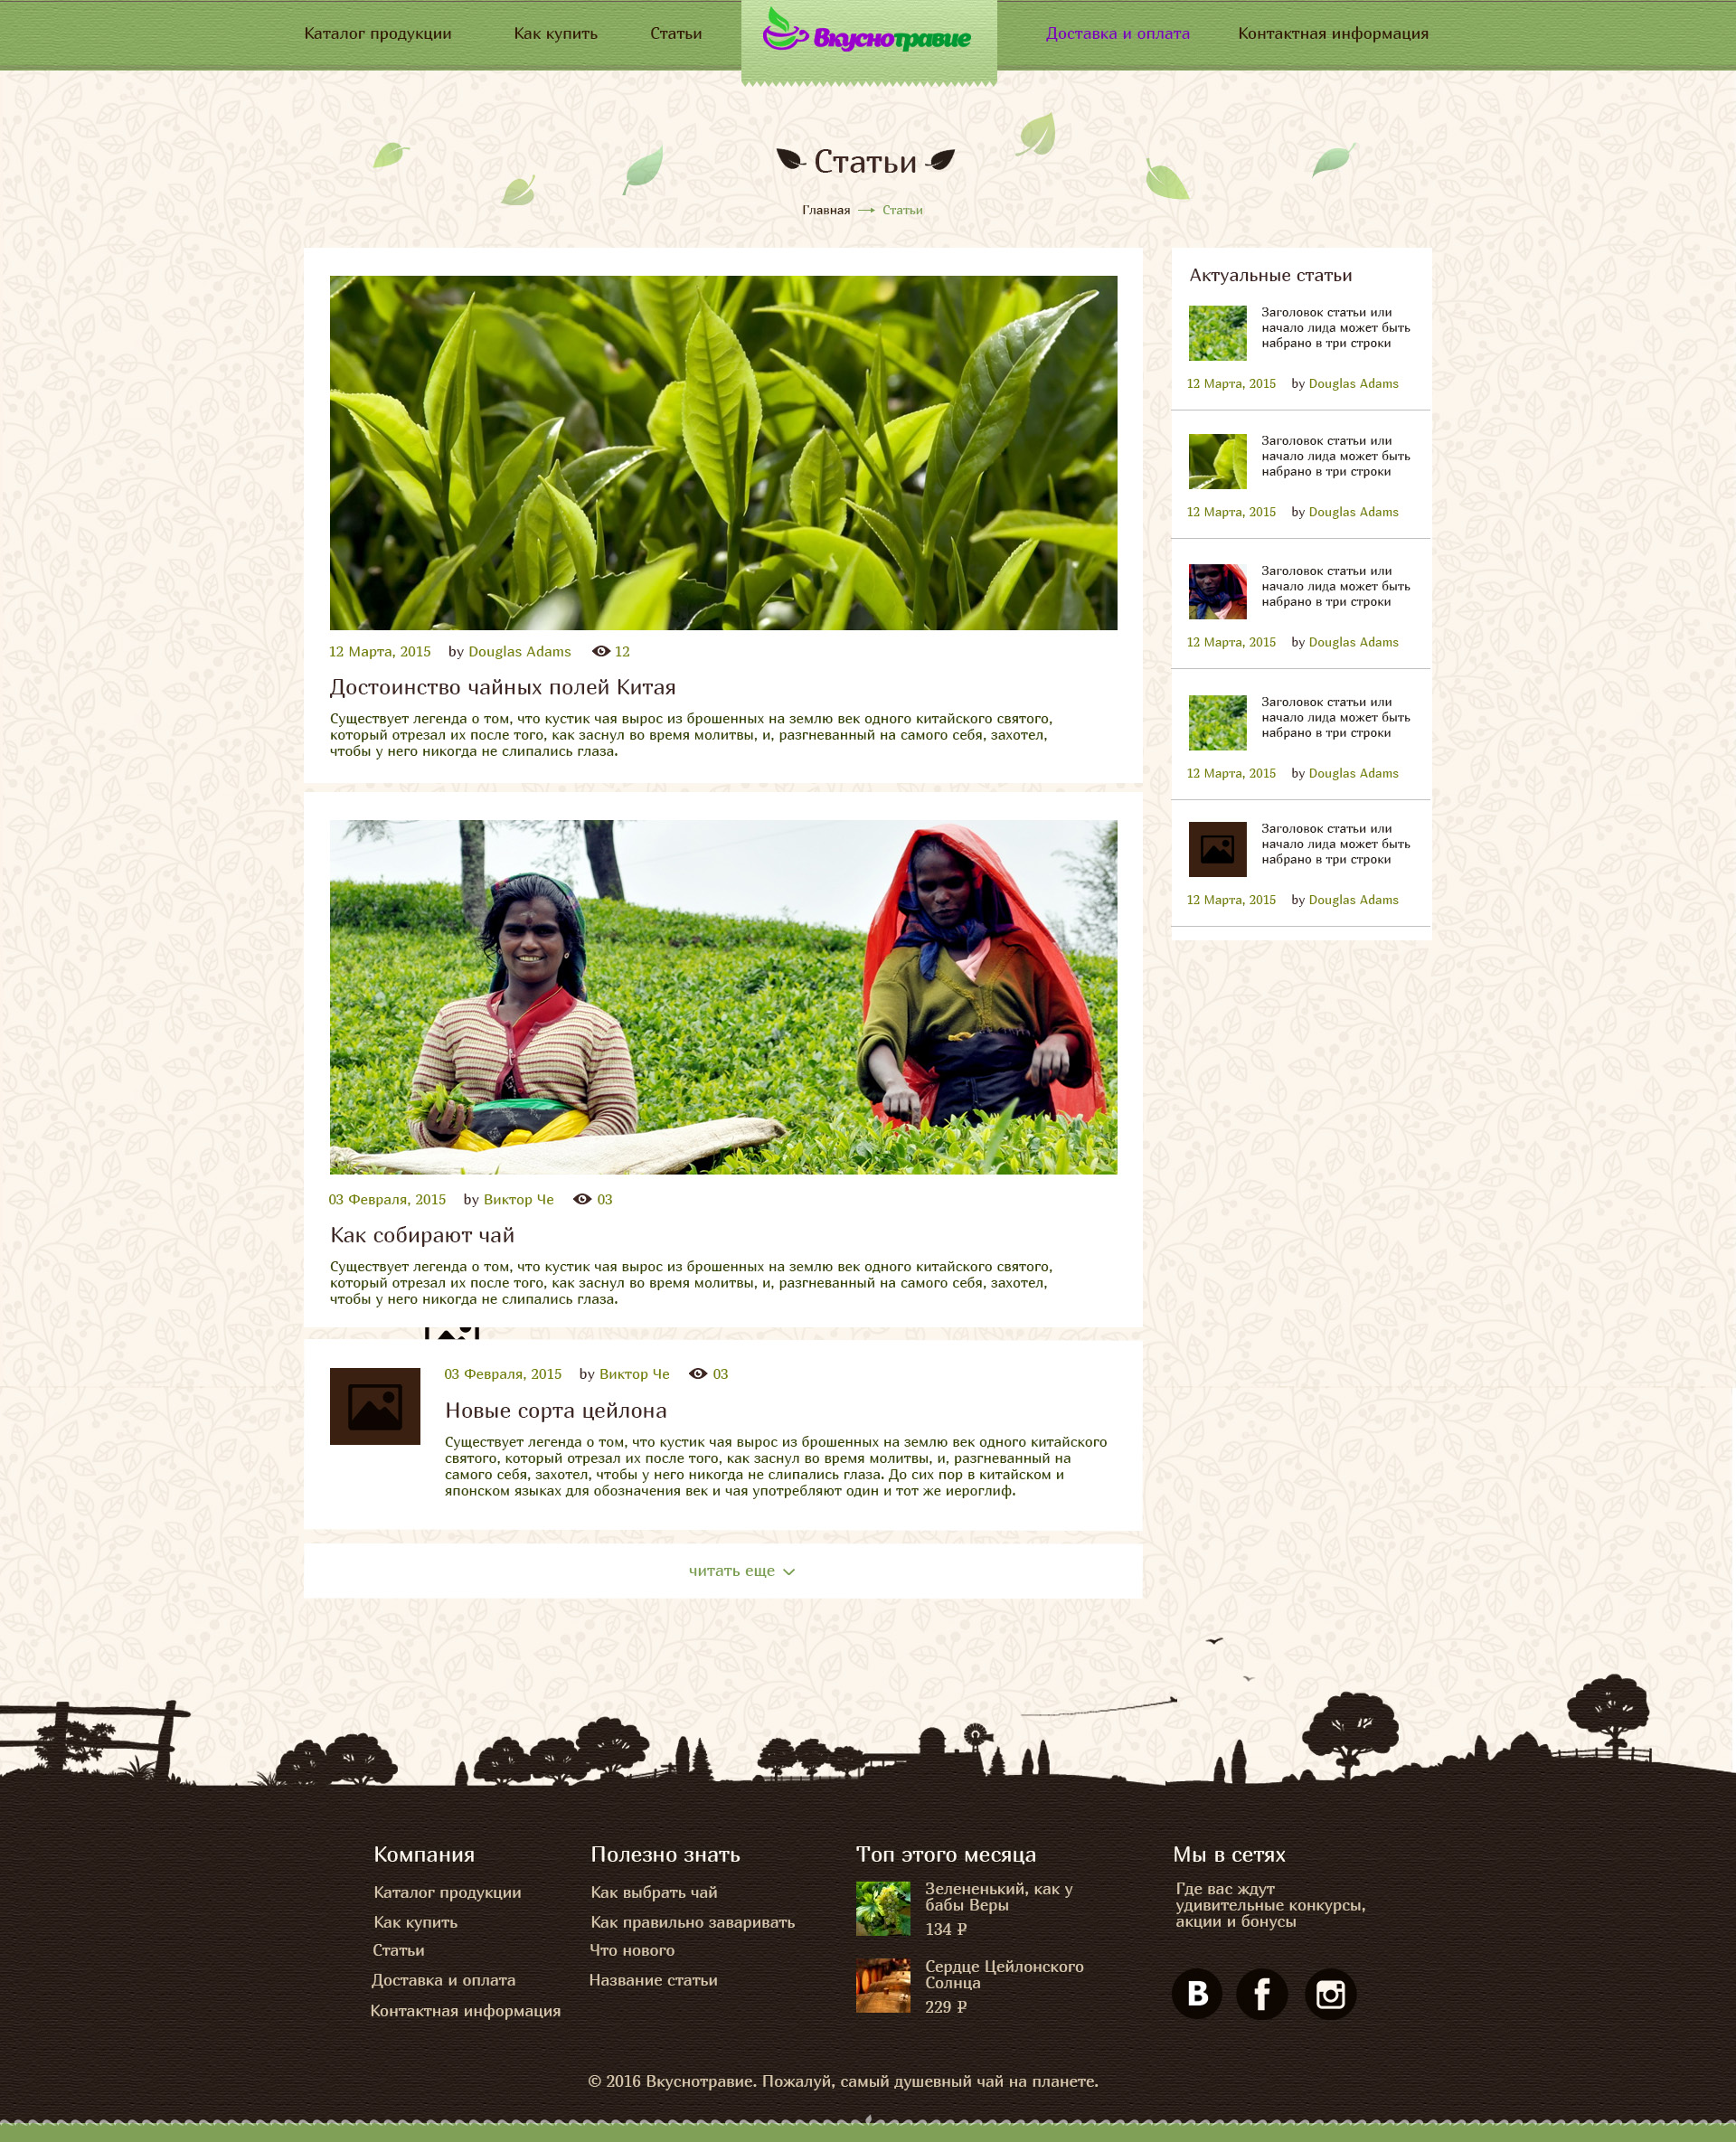 Каталог продукции
Как купить
Статьи
Вкуснотравие
Доставка и оплата
Контактная информация
Статьи
Главная
Статьи
12 Марта, 2015 by Douglas Adams 12
Достоинство чайных полей Китая
Существует легенда о том, что кустик чая вырос из брошенных на землю век одного китайского святого,
который отрезал их после того, как заснул во время молитвы, и, разгневанный на самого себя, захотел,
чтобы у него никогда не слипались глаза.
03 Февраля, 2015 by Виктор Че 03
Как собирают чай
Существует легенда о том, что кустик чая вырос из брошенных на землю век одного китайского святого,
который отрезал их после того, как заснул во время молитвы, и, разгневанный на самого себя, захотел,
чтобы у него никогда не слипались глаза.
03 Февраля, 2015 by Виктор Че 03
Новые сорта цейлона
Существует легенда о том, что кустик чая вырос из брошенных на землю век одного китайского
святого, который отрезал их после того, как заснул во время молитвы, и, разгневанный на
самого себя, захотел, чтобы у него никогда не слипались глаза. До сих пор в китайском и
японском языках для обозначения век и чая употребляют один и тот же иероглиф.
читать еще
Актуальные статьи
Заголовок статьи или
начало лида может быть
набрано в три строки
12 Марта, 2015 by Douglas Adams
Заголовок статьи или
начало лида может быть
набрано в три строки
12 Марта, 2015 by Douglas Adams
Заголовок статьи или
начало лида может быть
набрано в три строки
12 Марта, 2015 by Douglas Adams
Заголовок статьи или
начало лида может быть
набрано в три строки
12 Марта, 2015 by Douglas Adams
Заголовок статьи или
начало лида может быть
набрано в три строки
12 Марта, 2015 by Douglas Adams
Компания
Каталог продукции
Как купить
Статьи
Доставка и оплата
Контактная информация
Полезно знать
Как выбрать чай
Как правильно заваривать
Что нового
Название статьи
Топ этого месяца
Зелененький, как у
бабы Веры
134 ₽
Сердце Цейлонского
Солнца
229 ₽
Мы в сетях
Где вас ждут
удивительные конкурсы,
акции и бонусы
В f
© 2016 Вкуснотравие. Пожалуй, самый душевный чай на планете.